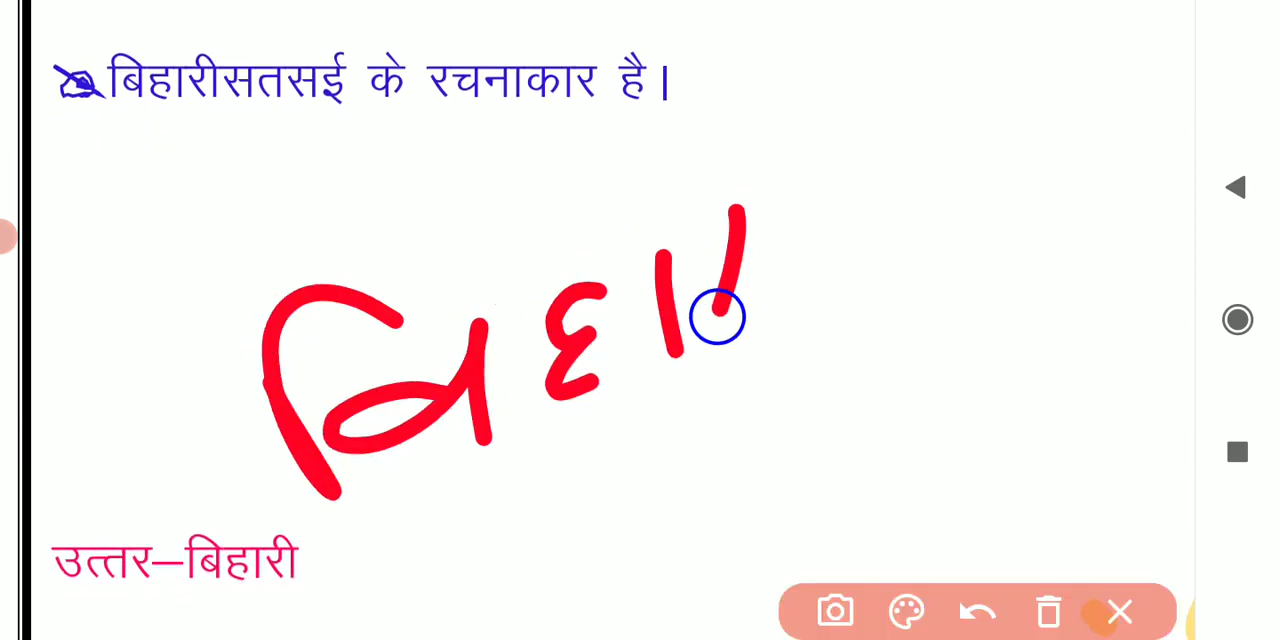 बिहारीसतसई के रचनाकार है।
विहा
उत्तर–बिहारी